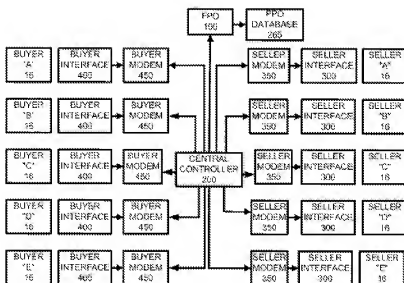 FPO
DATABASE
265
BUYER
"A"
16
BUYER
INTERFACE
400
BUYER
MODEM
450
SELLER
MODEM
350
SELLER
INTERFACE
300
SELLER
"A"
16
BUYER
"B"
16
BUYER
INTERFACE
400
BUYER
MODEM
450
SELLER
MODEM
350
SELLER
INTERFACE
300
SELLER
"B"
16
BUYER
"C"
16
BUYER
INTERFACE
400
BUYER
MODEM
450
CENTRAL
CONTROLLER
200
SELLER
MODEM
350
SELLER
INTERFACE
300
SELLER
"C"
16
BUYER
"D"
16
BUYER
INTERFACE
400
BUYER
MODEM
450
SELLER
MODEM
350
SELLER
INTERFACE
300
SELLER
"D"
16
BUYER
"E"
16
BUYER
INTERFACE
400
BUYER
MODEM
450
SELLER
MODEM
350
SELLER
INTERFACE
300
SELLER
"E"
16